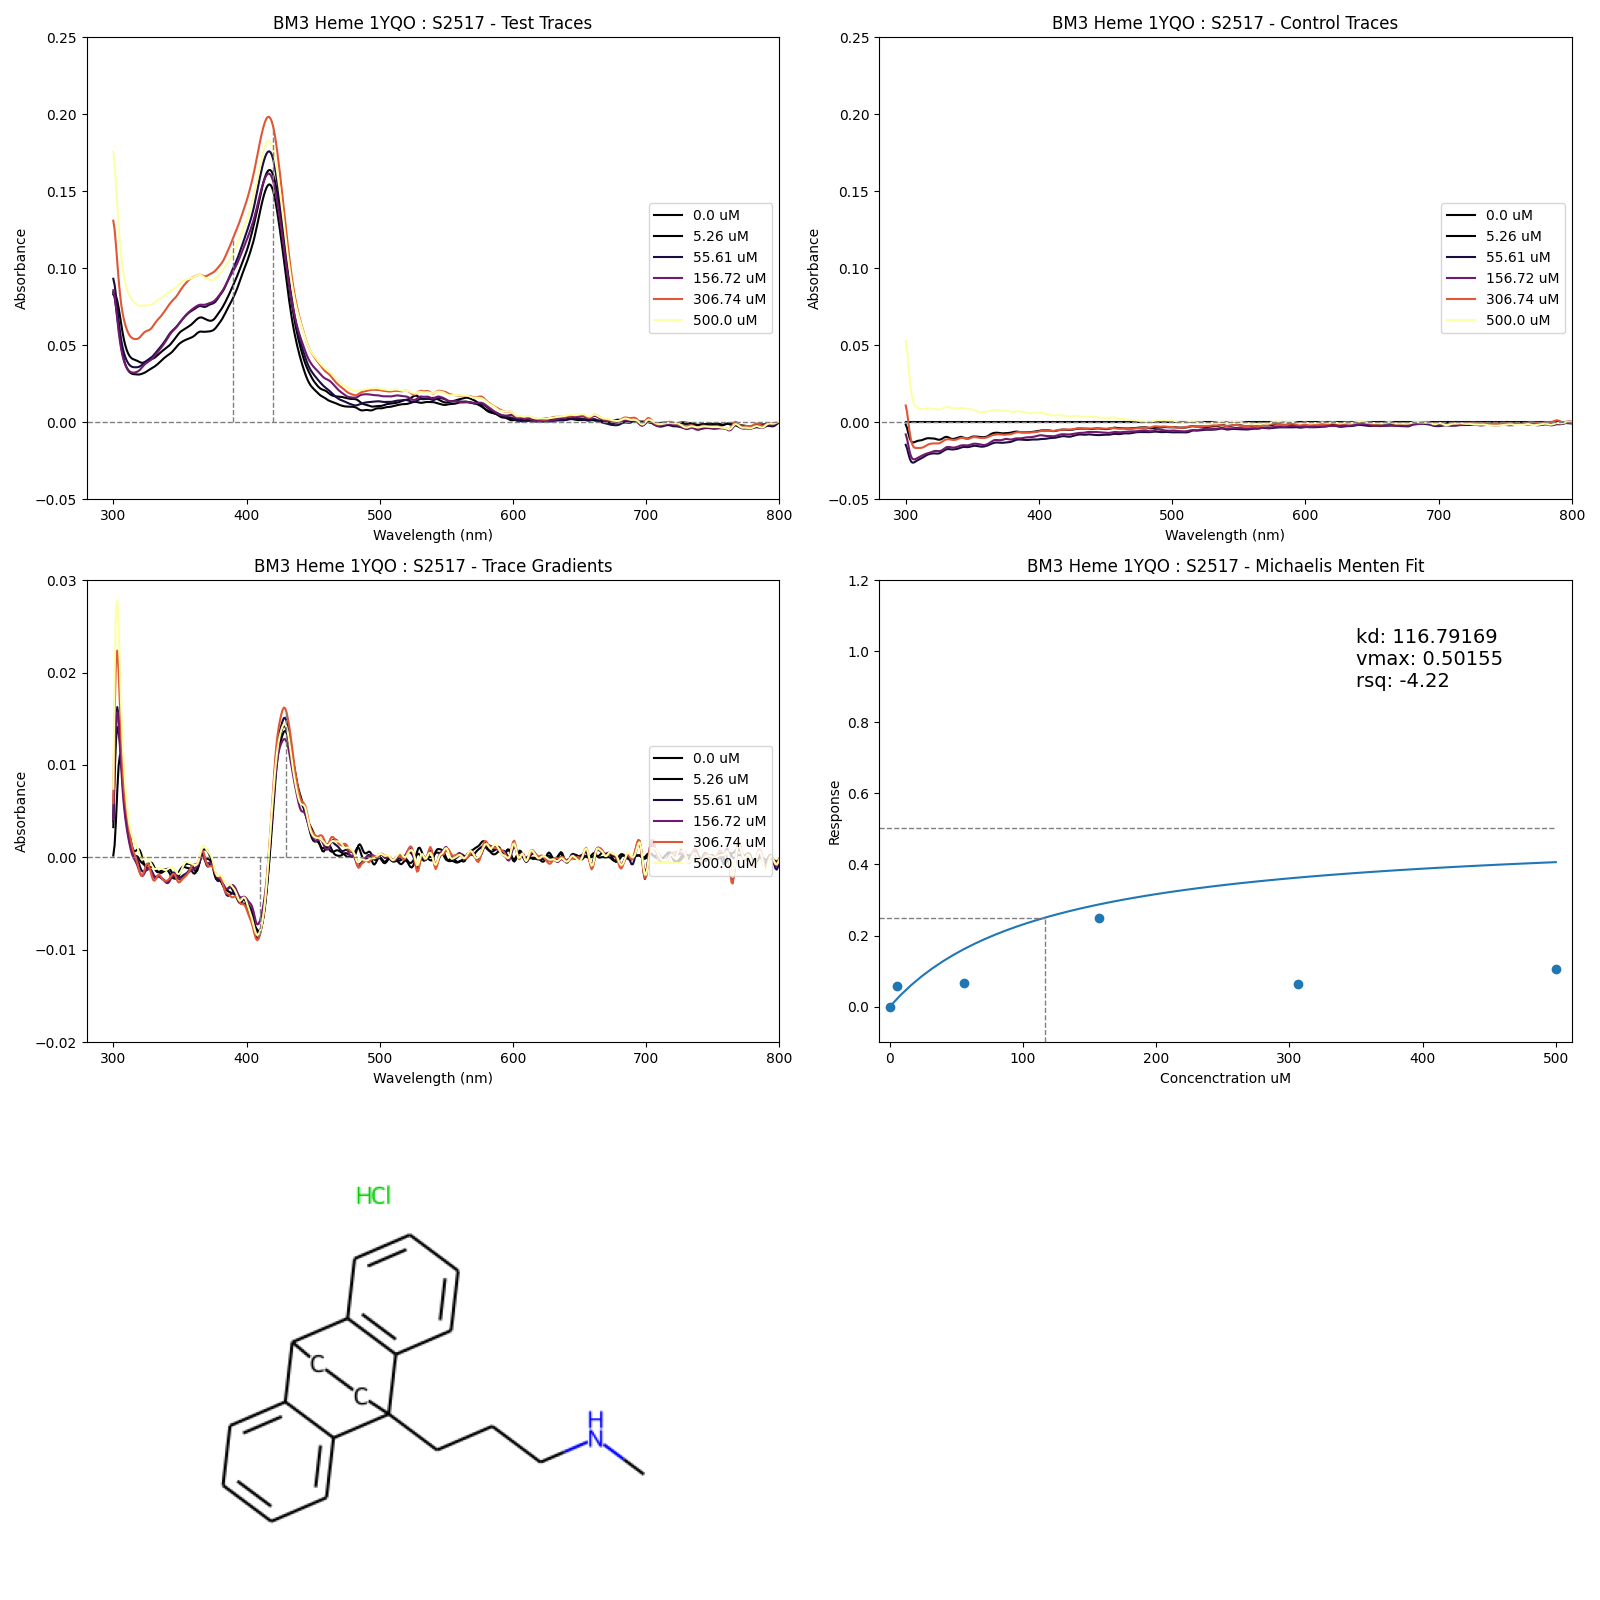 BM3 Heme 1YQO : S2517 - Test Traces
0.25
0.20
0.15
0.10
0.05
0.00
−0.05
Absorbance
300
400
500
600
700
800
Wavelength (nm)
0.0 uM
5.26 uM
55.61 uM
156.72 uM
306.74 uM
500.0 uM
BM3 Heme 1YQO : S2517 - Control Traces
0.25
0.20
0.15
0.10
0.05
0.00
−0.05
Absorbance
300
400
500
600
700
800
Wavelength (nm)
0.0 uM
5.26 uM
55.61 uM
156.72 uM
306.74 uM
500.0 uM
BM3 Heme 1YQO : S2517 - Trace Gradients
0.03
0.02
0.01
0.00
−0.01
−0.02
Absorbance
300
400
500
600
700
800
Wavelength (nm)
0.0 uM
5.26 uM
55.61 uM
156.72 uM
306.74 uM
500.0 uM
BM3 Heme 1YQO : S2517 - Michaelis Menten Fit
1.2
1.0
0.8
0.6
0.4
0.2
0.0
Response
0
100
200
300
400
500
Concenctration uM
kd: 116.79169
vmax: 0.50155
rsq: -4.22
HCl
C
C
H
N